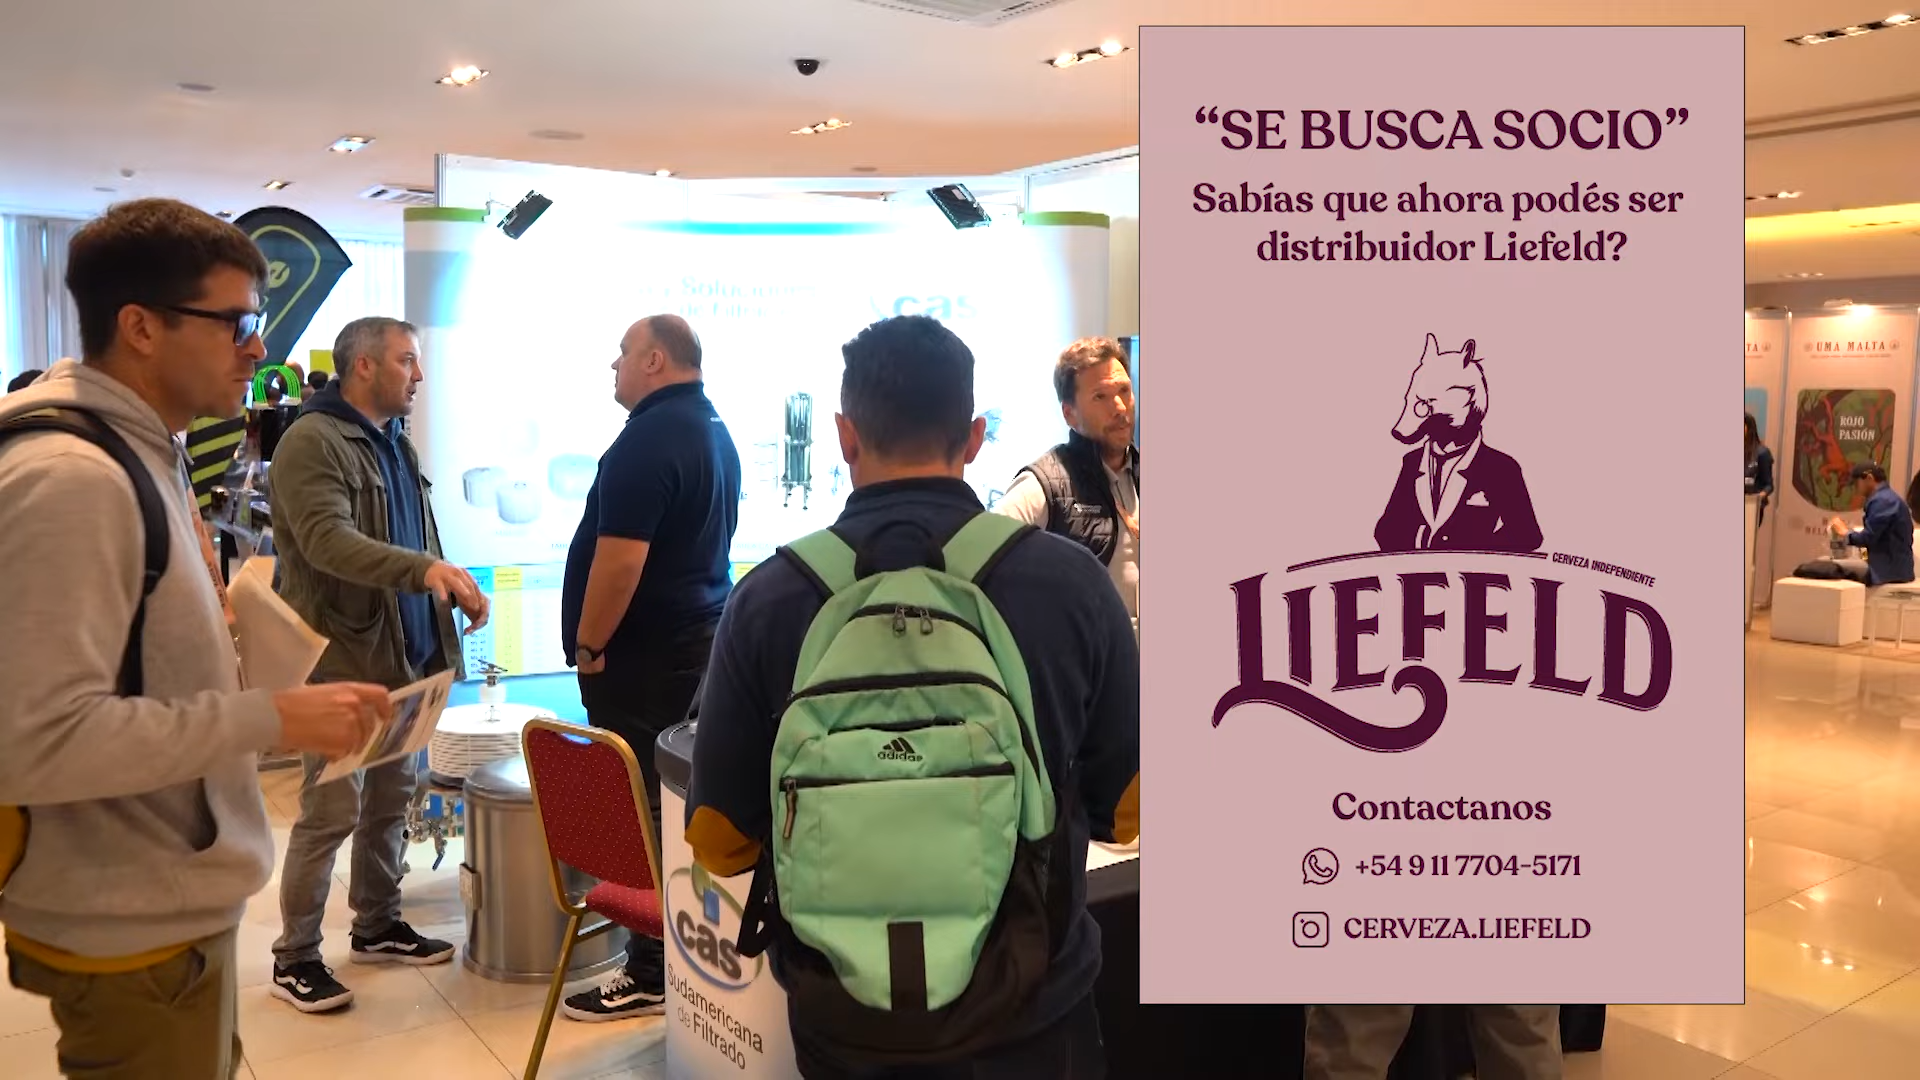 “SE BUSCA SOCIO”
Sabías que ahora podés ser
distribuidor Liefeld?
CERVEZA INDEPENDIENTE
LIEFELD
Contactanos
+54 9 11 7704-5171
CERVEZA.LIEFELD
cas
adidas
cas
Sudamericana
de Filtrado
UMA MALTA
ROJO
PASIÓN